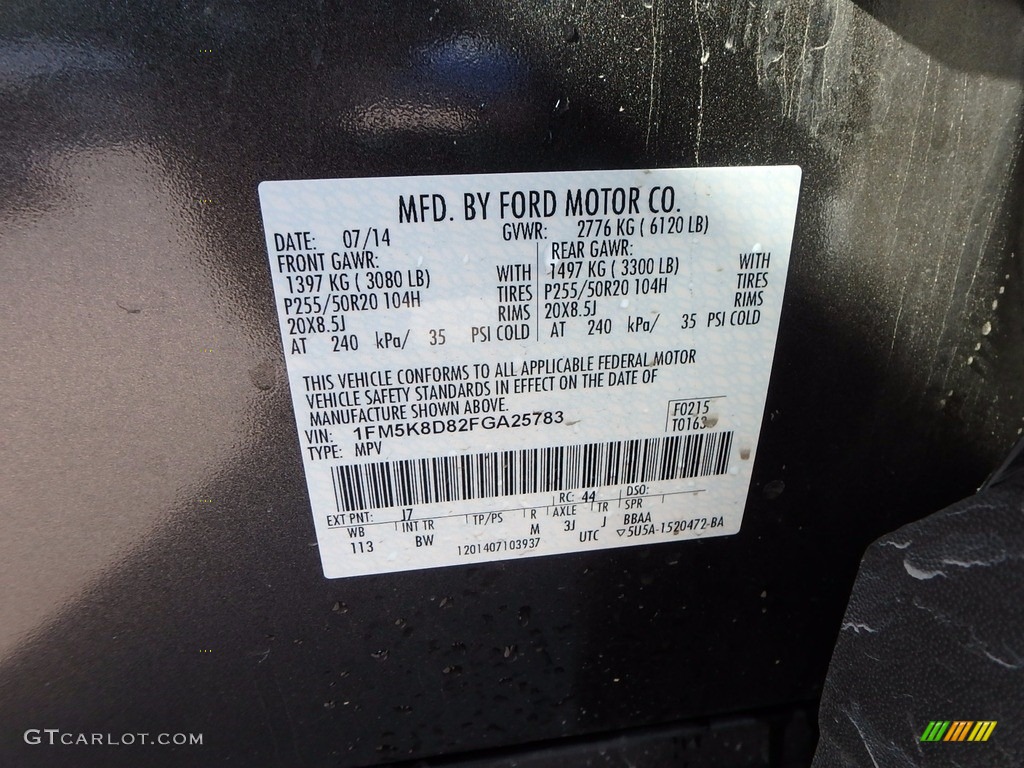 MFD. BY FORD MOTOR CO.
DATE: 07/14 GVWR: 2776 KG ( 6120 LB)
FRONT GAWR: REAR GAWR:
1397 KG ( 3080 LB) WITH 1497 KG ( 3300 LB) WITH
P255/50R20 104H TIRES P255/50R20 104H TIRES
20X8.5J RIMS 20X8.5J RIMS
AT 240 kPa/ 35 PSI COLD AT 240 kPa/ 35 PSI COLD
THIS VEHICLE CONFORMS TO ALL APPLICABLE FEDERAL MOTOR
VEHICLE SAFETY STANDARDS IN EFFECT ON THE DATE OF
MANUFACTURE SHOWN ABOVE.
VIN: 1FM5K8D82FGA25783 F0215
TYPE: MPV T0163
EXT PNT: J7 RC: 44 DSO:
WB INT TR TP/PS R AXLE TR SPR
113 BW M 3J J BBAA
1201407103937 UTC ▽5U5A-1520472-BA
GTCARLOT.COM